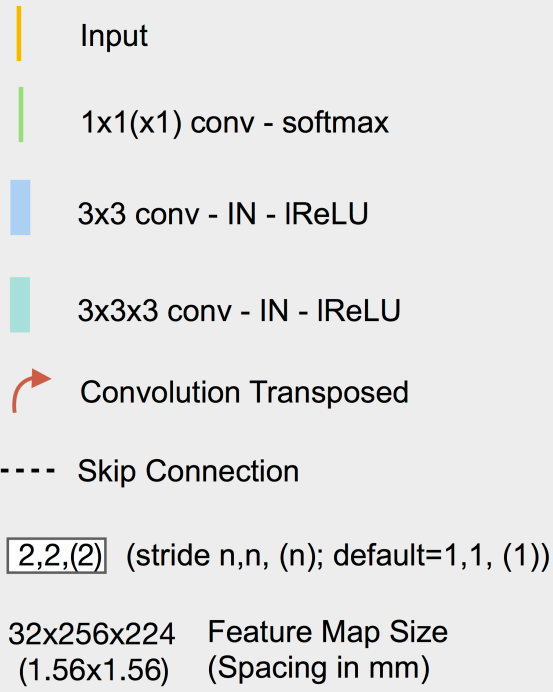 Input
1x1(x1) conv - softmax
3x3 conv - IN - lReLU
3x3x3 conv - IN - lReLU
Convolution Transposed
Skip Connection
2,2,(2) (stride n,n, (n); default=1,1, (1))
32x256x224 Feature Map Size
(1.56x1.56) (Spacing in mm)